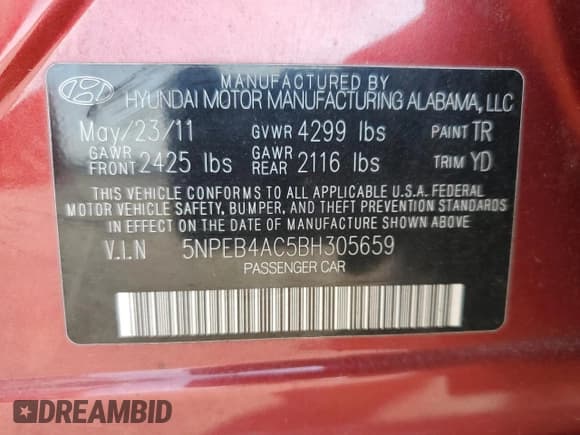 MANUFACTURED BY
HYUNDAI MOTOR MANUFACTURING ALABAMA, LLC
May/23/11 GVWR 4299 lbs PAINT TR
GAWR FRONT 2425 lbs GAWR REAR 2116 lbs TRIM YD
THIS VEHICLE CONFORMS TO ALL APPLICABLE U.S.A. FEDERAL
MOTOR VEHICLE SAFETY, BUMPER, AND THEFT PREVENTION STANDARDS
IN EFFECT ON THE DATE OF MANUFACTURE SHOWN ABOVE.
V.I.N 5NPEB4AC5BH305659
PASSENGER CAR
DREAMBID